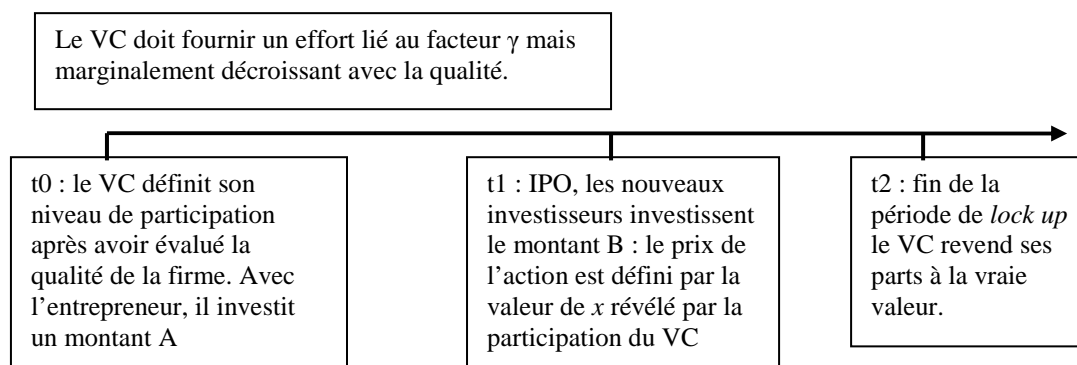 Le VC doit fournir un effort lié au facteur γ mais
marginalement décroissant avec la qualité.
t0 : le VC définit son
niveau de participation
après avoir évalué la
qualité de la firme. Avec
l’entrepreneur, il investit
un montant A
t1 : IPO, les nouveaux
investisseurs investissent
le montant B : le prix de
l’action est défini par la
valeur de x révélé par la
participation du VC
t2 : fin de la
période de lock up
le VC revend ses
parts à la vraie
valeur.